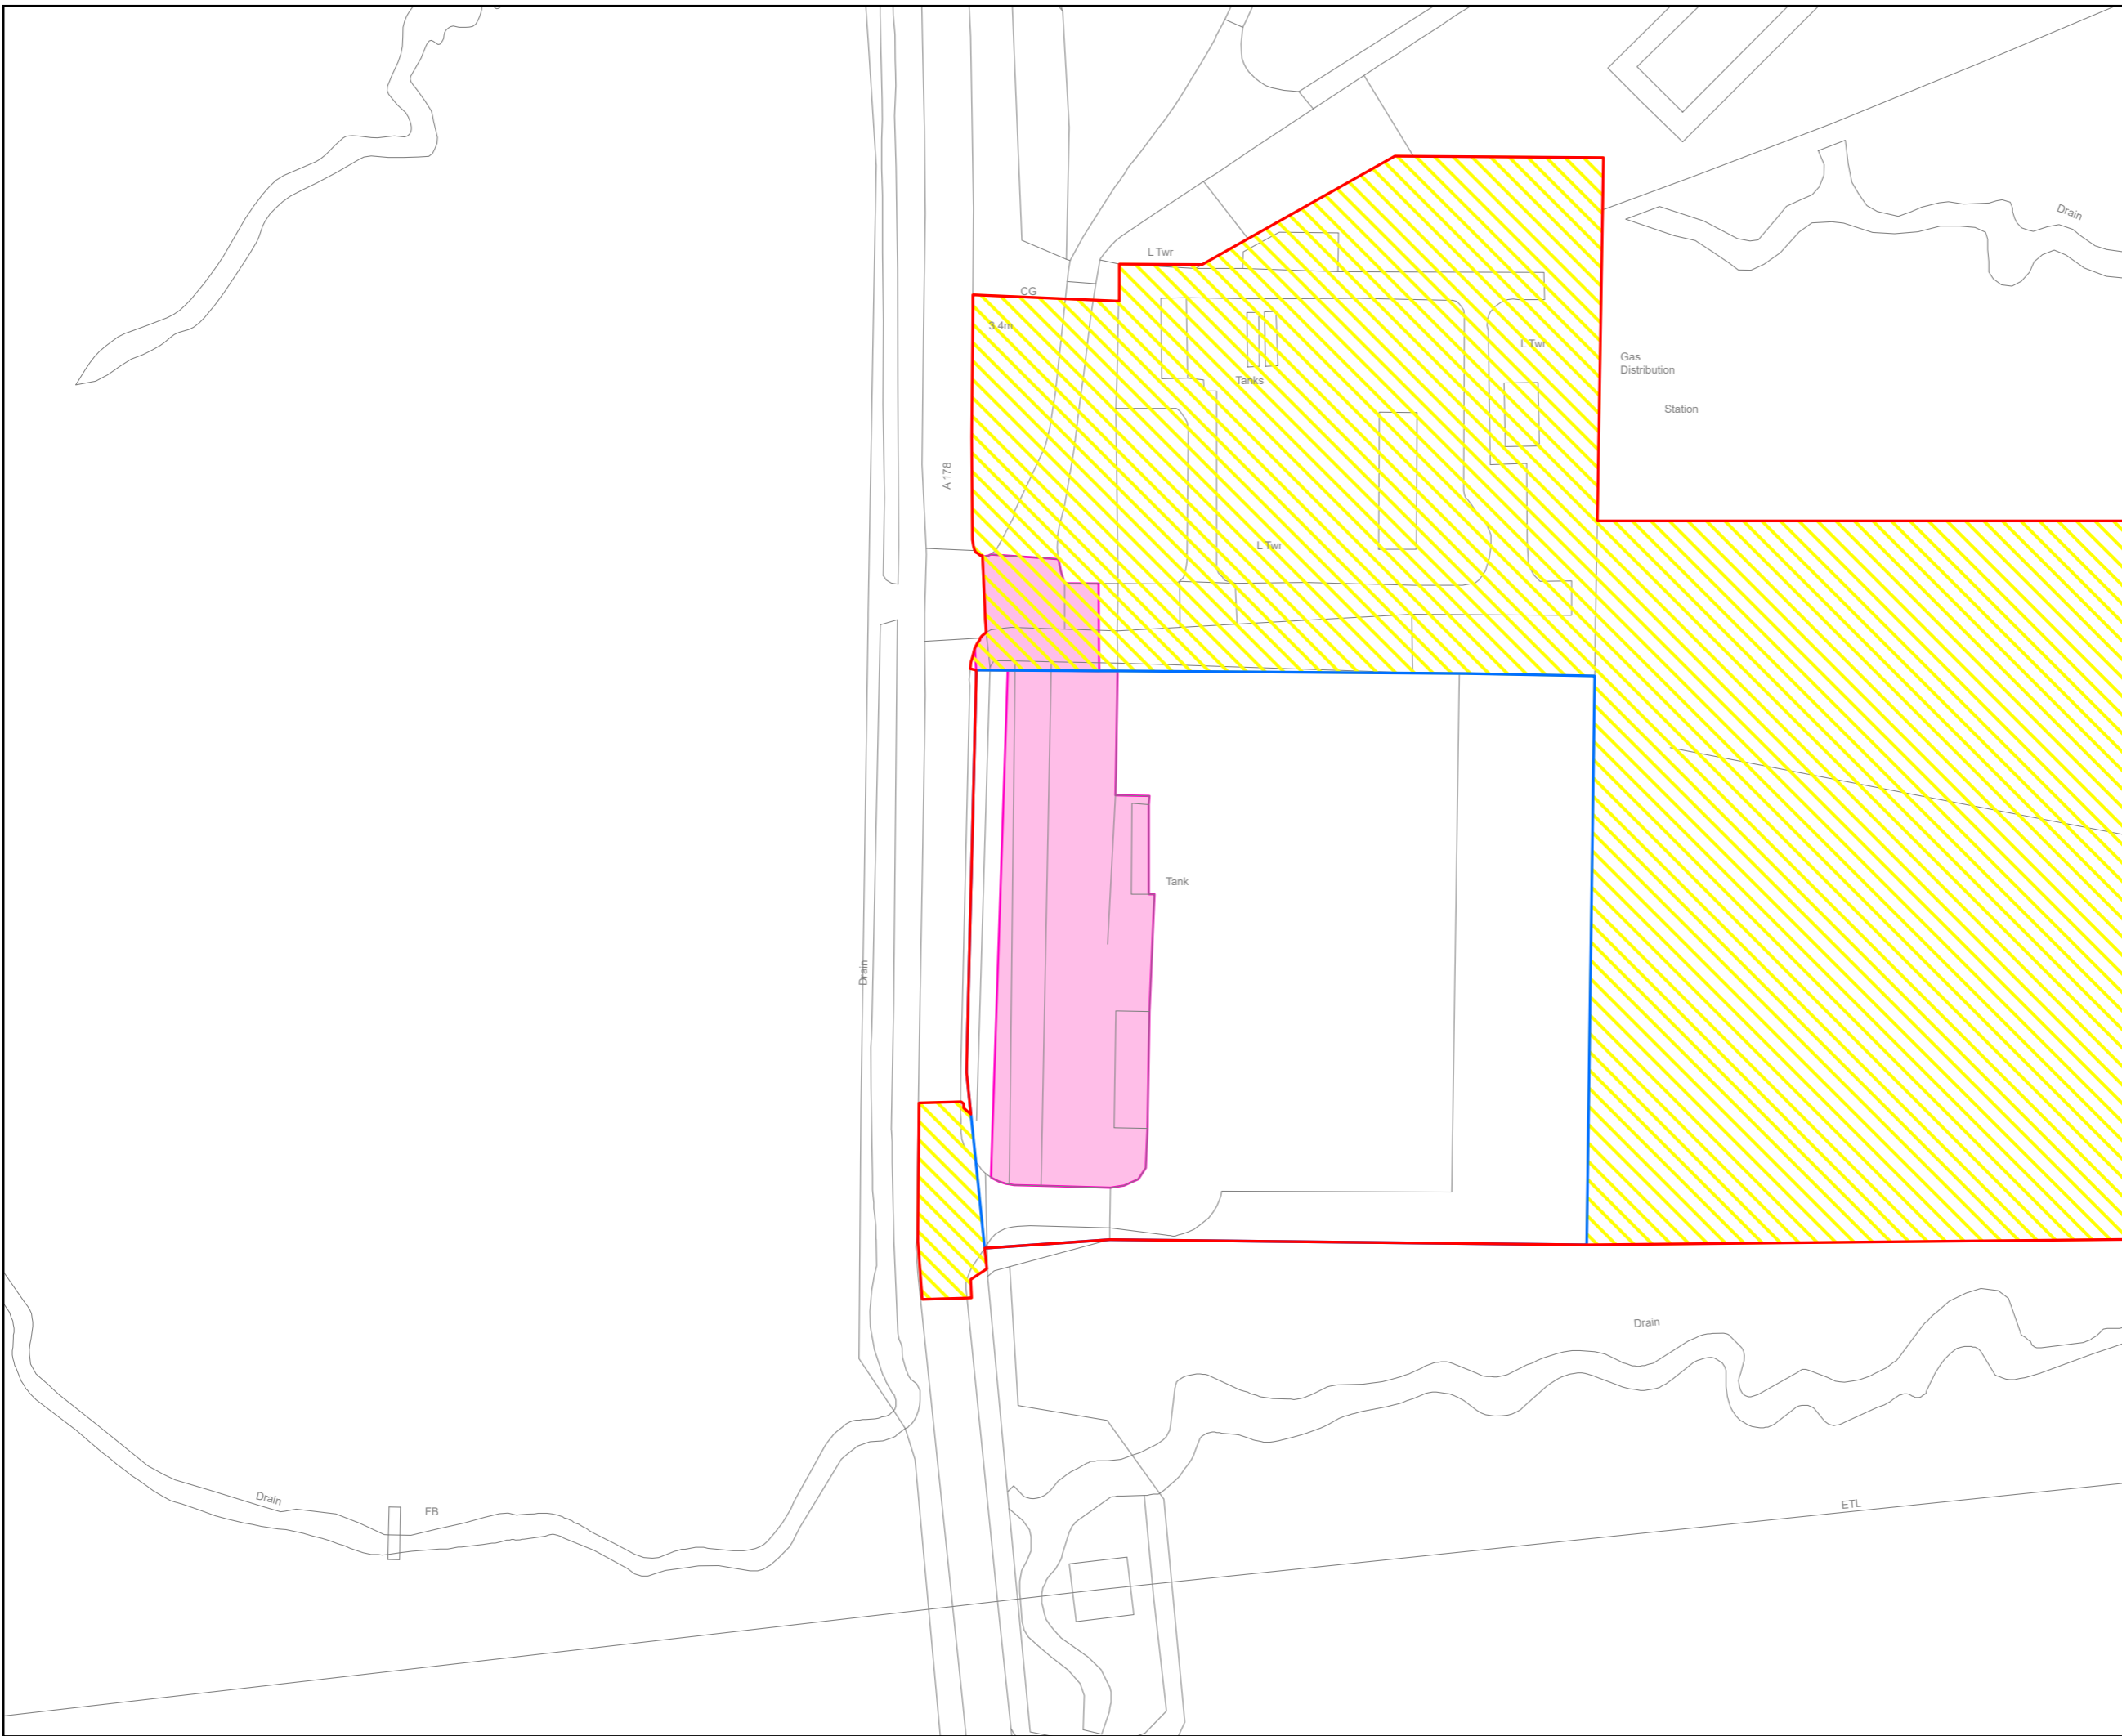 Drain
L Twr
CG
3.4m
L Twr
Gas
Distribution
Tanks
Station
A 178
L Twr
Tank
Drain
Drain
Drain
FB
ETL